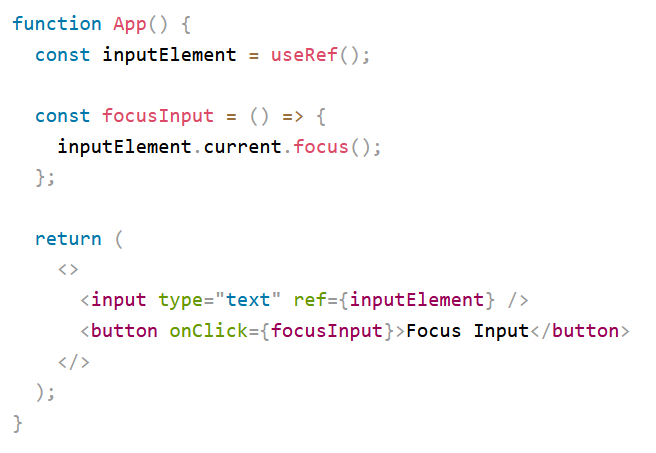 function App() {
  const inputElement = useRef();

  const focusInput = () => {
    inputElement.current.focus();
  };

  return (
    <>
      <input type="text" ref={inputElement} />
      <button onClick={focusInput}>Focus Input</button>
    </>
  );
}